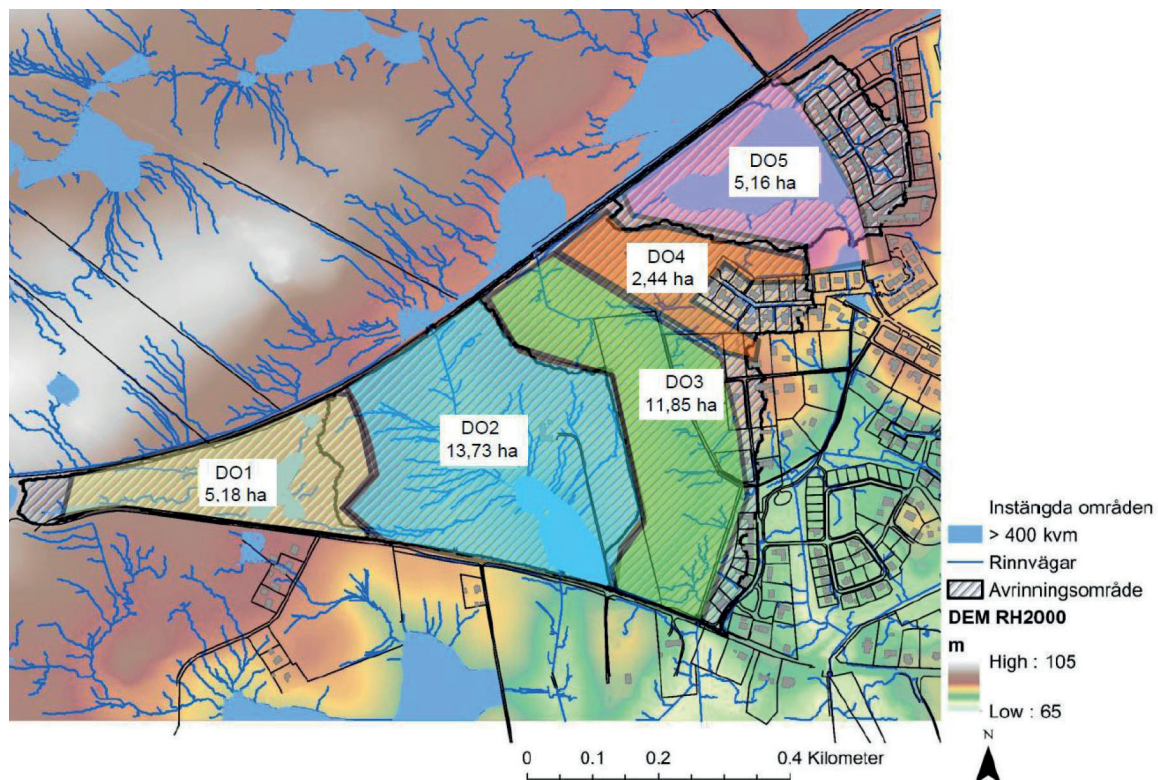 DO5
5,16 ha
DO4
2,44 ha
DO3
11,85 ha
DO2
13,73 ha
DO1
5,18 ha
Instängda områden
> 400 kvm
Rinnvägar
Avrinningsområde
DEM RH2000
m
High : 105
Low : 65
N
0 0.1 0.2 0.4 Kilometer